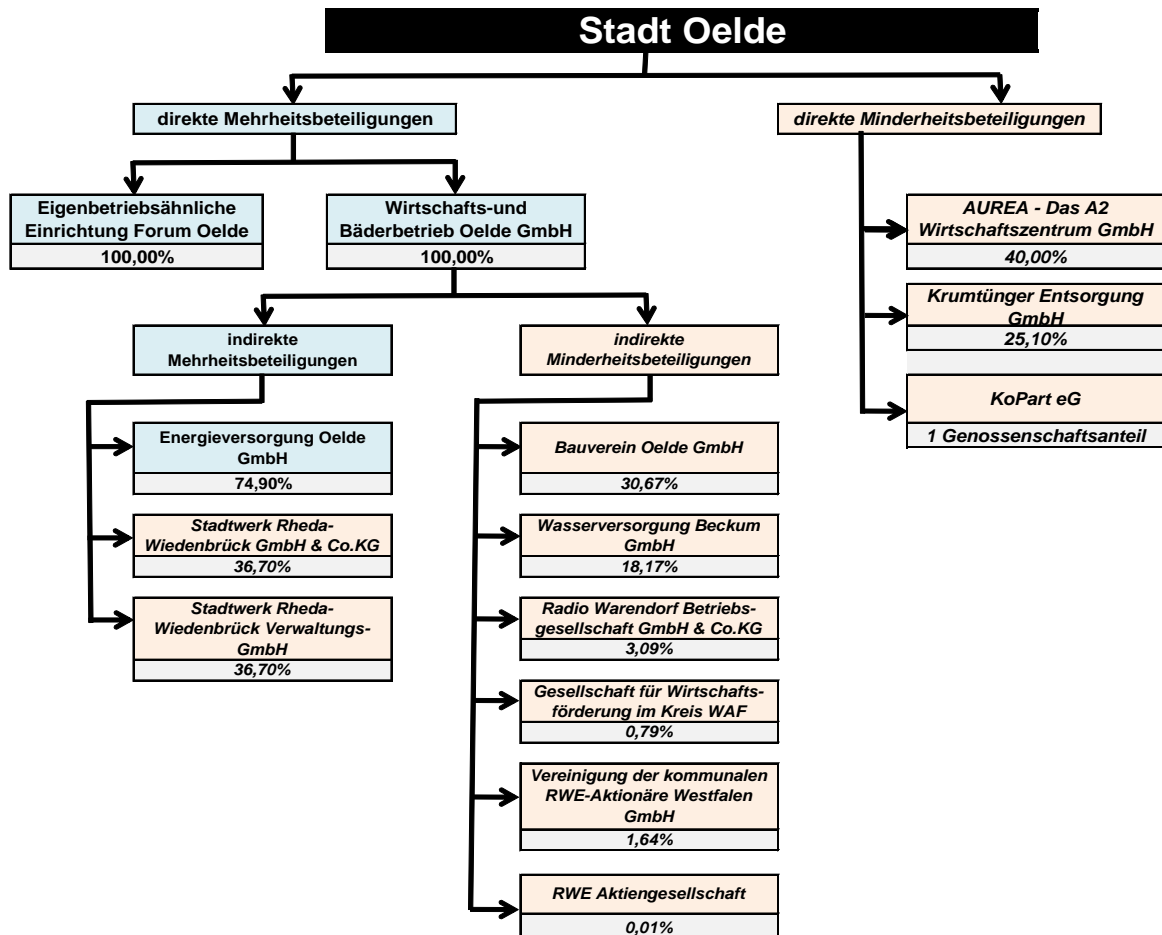 Stadt Oelde
direkte Mehrheitsbeteiligungen
direkte Minderheitsbeteiligungen
Eigenbetriebsähnliche
Einrichtung Forum Oelde
100,00%
Wirtschafts-und
Bäderbetrieb Oelde GmbH
100,00%
AUREA - Das A2
Wirtschaftszentrum GmbH
40,00%
Krumtünger Entsorgung
GmbH
25,10%
KoPart eG
1 Genossenschaftsanteil
indirekte
Mehrheitsbeteiligungen
indirekte
Minderheitsbeteiligungen
Energieversorgung Oelde
GmbH
74,90%
Stadtwerk Rheda-
Wiedenbrück GmbH & Co.KG
36,70%
Stadtwerk Rheda-
Wiedenbrück Verwaltungs-
GmbH
36,70%
Bauverein Oelde GmbH
30,67%
Wasserversorgung Beckum
GmbH
18,17%
Radio Warendorf Betriebs-
gesellschaft GmbH & Co.KG
3,09%
Gesellschaft für Wirtschafts-
förderung im Kreis WAF
0,79%
Vereinigung der kommunalen
RWE-Aktionäre Westfalen
GmbH
1,64%
RWE Aktiengesellschaft
0,01%